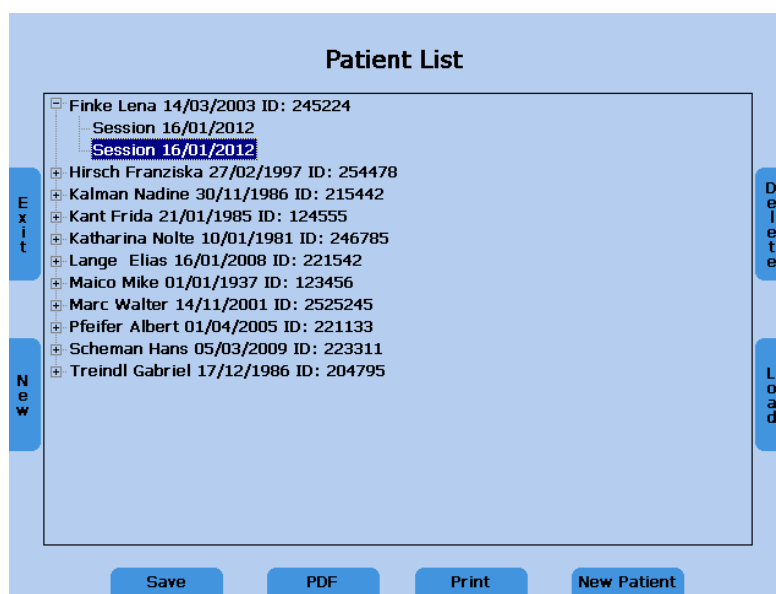 Patient List
Finke Lena 14/03/2003 ID: 245224
Session 16/01/2012
Session 16/01/2012
Hirsch Franziska 27/02/1997 ID: 254478
Kalman Nadine 30/11/1986 ID: 215442
Kant Frida 21/01/1985 ID: 124555
Katharina Nolte 10/01/1981 ID: 246785
Lange  Elias 16/01/2008 ID: 221542
Maico Mike 01/01/1937 ID: 123456
Marc Walter 14/11/2001 ID: 2525245
Pfeifer Albert 01/04/2005 ID: 221133
Scheman Hans 05/03/2009 ID: 223311
Treindl Gabriel 17/12/1986 ID: 204795
Exit
Delete
New
Load
Save PDF Print New Patient